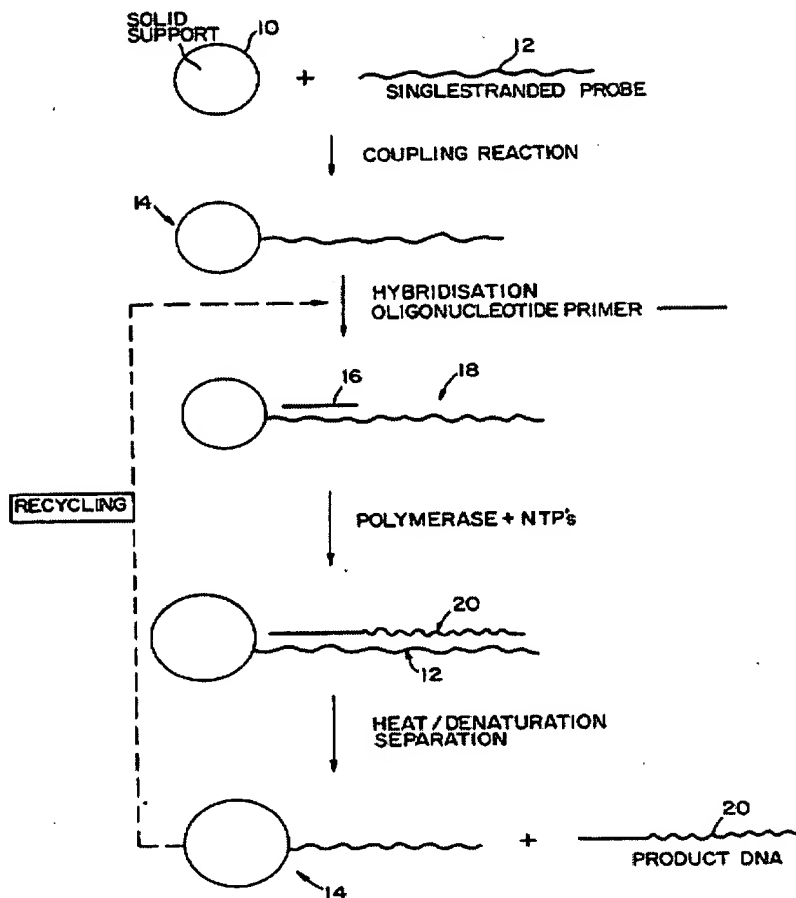 SOLID
SUPPORT
10
+
12
SINGLESTRANDED PROBE
COUPLING REACTION
14
HYBRIDISATION
OLIGONUCLEOTIDE PRIMER
16
18
RECYCLING
POLYMERASE + NTP's
20
12
HEAT / DENATURATION
SEPARATION
14
+
20
PRODUCT DNA